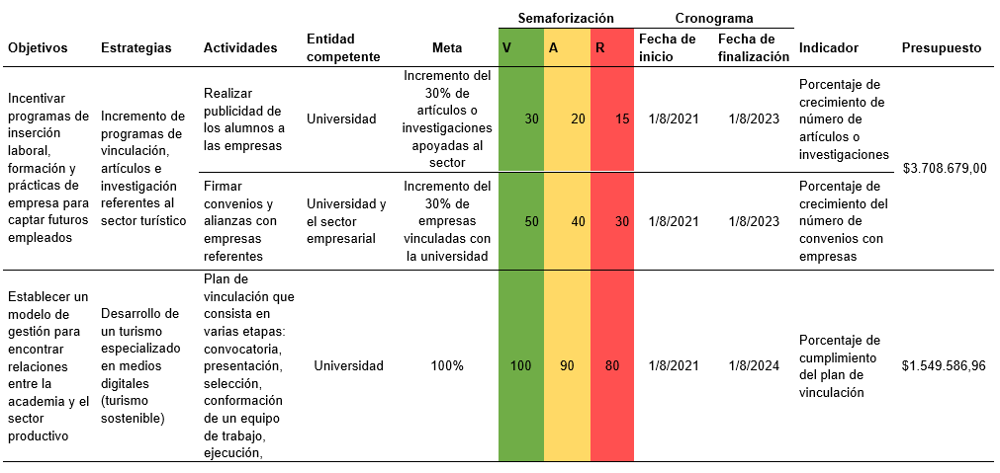 Semaforización
Cronograma
Objetivos
Estrategias
Actividades
Entidad
competente
Meta
V
A
R
Fecha de
inicio
Fecha de
finalización
Indicador
Presupuesto
Incentivar
programas de
inserción
laboral,
formación y
prácticas de
empresa para
captar futuros
empleados
Incremento de
programas de
vinculación,
artículos e
investigación
referentes al
sector turístico
Realizar
publicidad de
los alumnos a
las empresas
Universidad
Incremento del
30% de
artículos o
investigaciones
apoyadas al
sector
30
20
15
1/8/2021
1/8/2023
Porcentaje de
crecimiento de
número de
artículos o
investigaciones
$3.708.679,00
Firmar
convenios y
alianzas con
empresas
referentes
Universidad y
el sector
empresarial
Incremento del
30% de
empresas
vinculadas con
la universidad
50
40
30
1/8/2021
1/8/2023
Porcentaje de
crecimiento del
número de
convenios con
empresas
Establecer un
modelo de
gestión para
encontrar
relaciones
entre la
academia y el
sector
productivo
Desarrollo de
un turismo
especializado
en medios
digitales
(turismo
sostenible)
Plan de
vinculación que
consista en
varias etapas:
convocatoria,
presentación,
selección,
conformación
de un equipo
de trabajo,
ejecución,
Universidad
100%
100
90
80
1/8/2021
1/8/2024
Porcentaje de
cumplimiento
del plan de
vinculación
$1.549.586,96